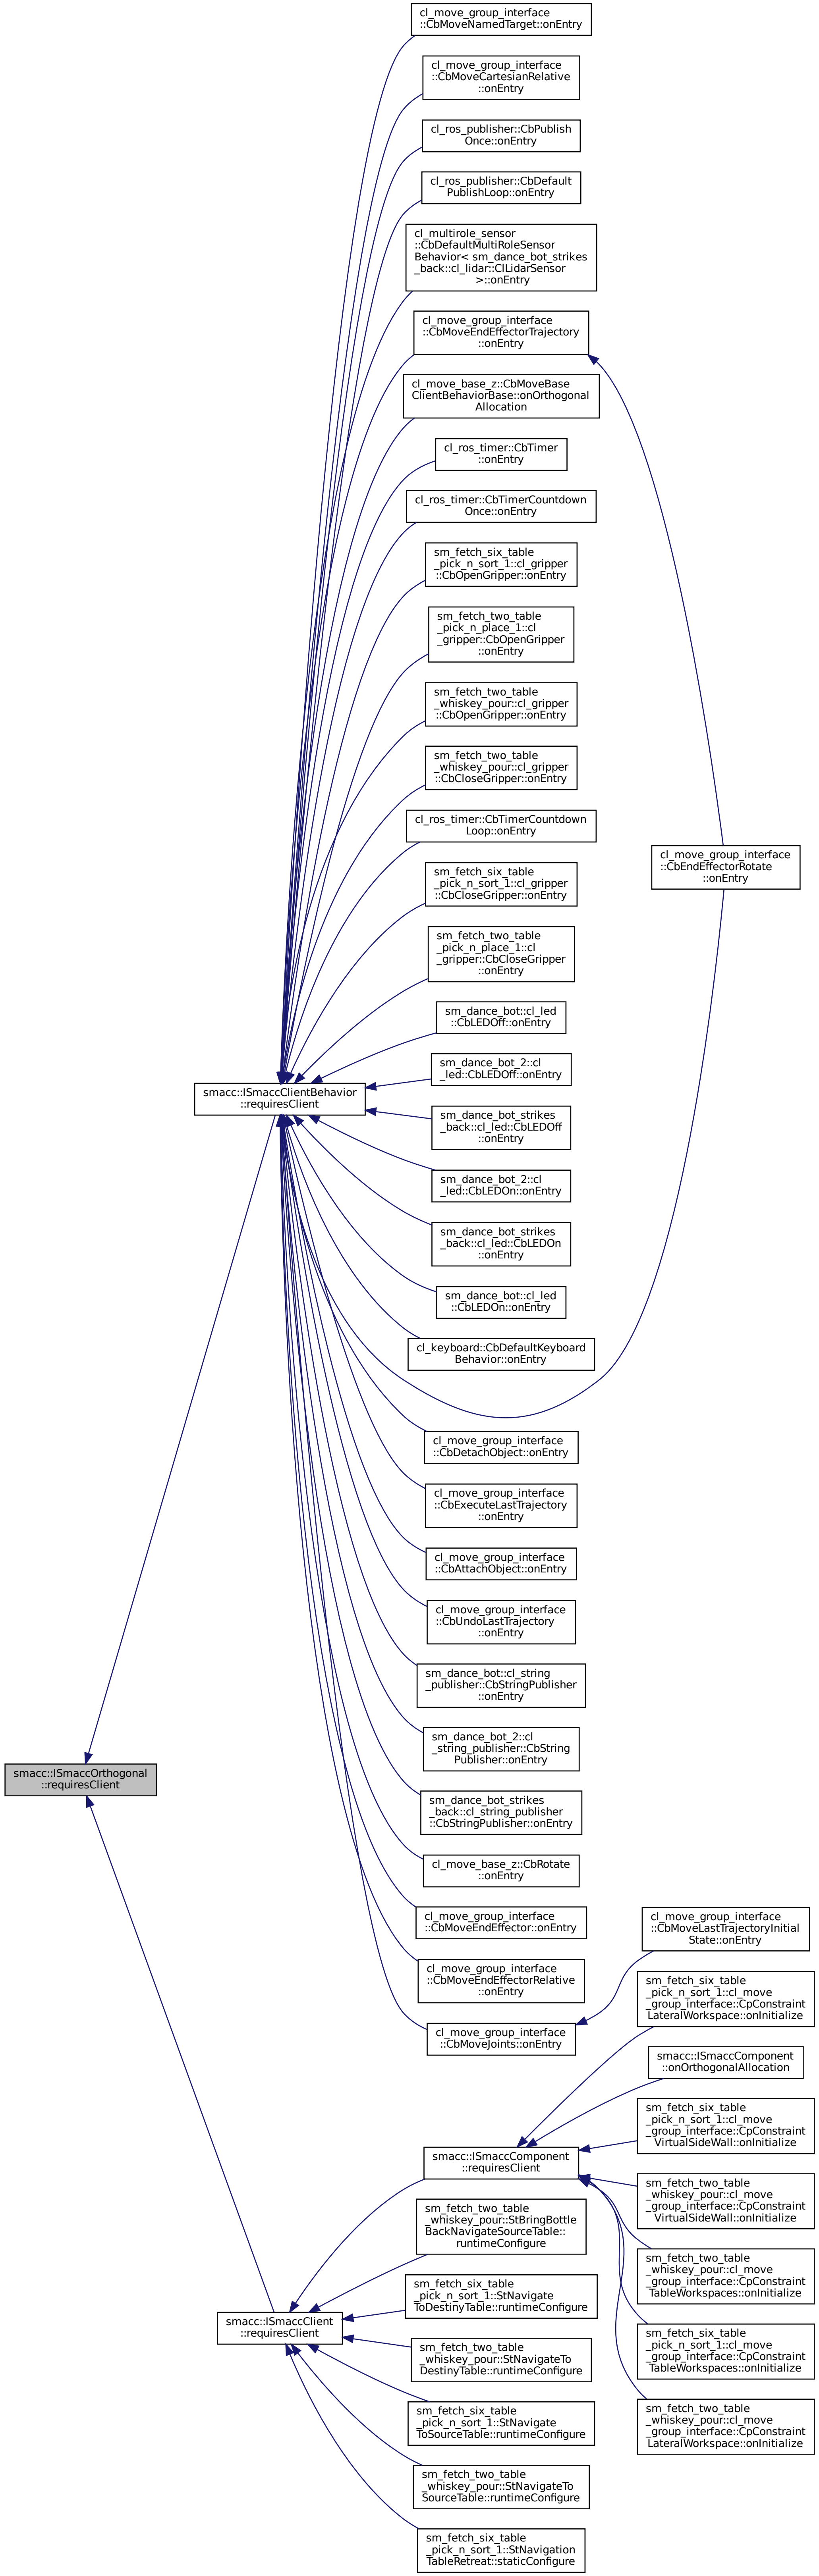 cl_move_group_interface
::CbMoveNamedTarget::onEntry
cl_move_group_interface
::CbMoveCartesianRelative
::onEntry
cl_ros_publisher::CbPublish
Once::onEntry
cl_ros_publisher::CbDefault
PublishLoop::onEntry
cl_multirole_sensor
::CbDefaultMultiRoleSensor
Behavior< sm_dance_bot_strikes
_back::cl_lidar::ClLidarSensor
>::onEntry
cl_move_group_interface
::CbMoveEndEffectorTrajectory
::onEntry
cl_move_base_z::CbMoveBase
ClientBehaviorBase::onOrthogonal
Allocation
cl_ros_timer::CbTimer
::onEntry
cl_ros_timer::CbTimerCountdown
Once::onEntry
sm_fetch_six_table
_pick_n_sort_1::cl_gripper
::CbOpenGripper::onEntry
sm_fetch_two_table
_pick_n_place_1::cl
_gripper::CbOpenGripper
::onEntry
sm_fetch_two_table
_whiskey_pour::cl_gripper
::CbOpenGripper::onEntry
sm_fetch_two_table
_whiskey_pour::cl_gripper
::CbCloseGripper::onEntry
cl_ros_timer::CbTimerCountdown
Loop::onEntry
cl_move_group_interface
::CbEndEffectorRotate
::onEntry
sm_fetch_six_table
_pick_n_sort_1::cl_gripper
::CbCloseGripper::onEntry
sm_fetch_two_table
_pick_n_place_1::cl
_gripper::CbCloseGripper
::onEntry
sm_dance_bot::cl_led
::CbLEDOff::onEntry
sm_dance_bot_2::cl
_led::CbLEDOff::onEntry
smacc::ISmaccClientBehavior
::requiresClient
sm_dance_bot_strikes
_back::cl_led::CbLEDOff
::onEntry
sm_dance_bot_2::cl
_led::CbLEDOn::onEntry
sm_dance_bot_strikes
_back::cl_led::CbLEDOn
::onEntry
sm_dance_bot::cl_led
::CbLEDOn::onEntry
cl_keyboard::CbDefaultKeyboard
Behavior::onEntry
cl_move_group_interface
::CbDetachObject::onEntry
cl_move_group_interface
::CbExecuteLastTrajectory
::onEntry
cl_move_group_interface
::CbAttachObject::onEntry
cl_move_group_interface
::CbUndoLastTrajectory
::onEntry
sm_dance_bot::cl_string
_publisher::CbStringPublisher
::onEntry
sm_dance_bot_2::cl
_string_publisher::CbString
Publisher::onEntry
smacc::ISmaccOrthogonal
::requiresClient
sm_dance_bot_strikes
_back::cl_string_publisher
::CbStringPublisher::onEntry
cl_move_base_z::CbRotate
::onEntry
cl_move_group_interface
::CbMoveEndEffector::onEntry
cl_move_group_interface
::CbMoveLastTrajectoryInitial
State::onEntry
cl_move_group_interface
::CbMoveEndEffectorRelative
::onEntry
sm_fetch_six_table
_pick_n_sort_1::cl_move
_group_interface::CpConstraint
LateralWorkspace::onInitialize
cl_move_group_interface
::CbMoveJoints::onEntry
smacc::ISmaccComponent
::onOrthogonalAllocation
sm_fetch_six_table
_pick_n_sort_1::cl_move
_group_interface::CpConstraint
VirtualSideWall::onInitialize
smacc::ISmaccComponent
::requiresClient
sm_fetch_two_table
_whiskey_pour::cl_move
_group_interface::CpConstraint
VirtualSideWall::onInitialize
sm_fetch_two_table
_whiskey_pour::StBringBottle
BackNavigateSourceTable::
runtimeConfigure
sm_fetch_two_table
_whiskey_pour::cl_move
_group_interface::CpConstraint
TableWorkspaces::onInitialize
sm_fetch_six_table
_pick_n_sort_1::StNavigate
ToDestinyTable::runtimeConfigure
smacc::ISmaccClient
::requiresClient
sm_fetch_six_table
_pick_n_sort_1::cl_move
_group_interface::CpConstraint
TableWorkspaces::onInitialize
sm_fetch_two_table
_whiskey_pour::StNavigateTo
DestinyTable::runtimeConfigure
sm_fetch_six_table
_pick_n_sort_1::StNavigate
ToSourceTable::runtimeConfigure
sm_fetch_two_table
_whiskey_pour::cl_move
_group_interface::CpConstraint
LateralWorkspace::onInitialize
sm_fetch_two_table
_whiskey_pour::StNavigateTo
SourceTable::runtimeConfigure
sm_fetch_six_table
_pick_n_sort_1::StNavigation
TableRetreat::staticConfigure